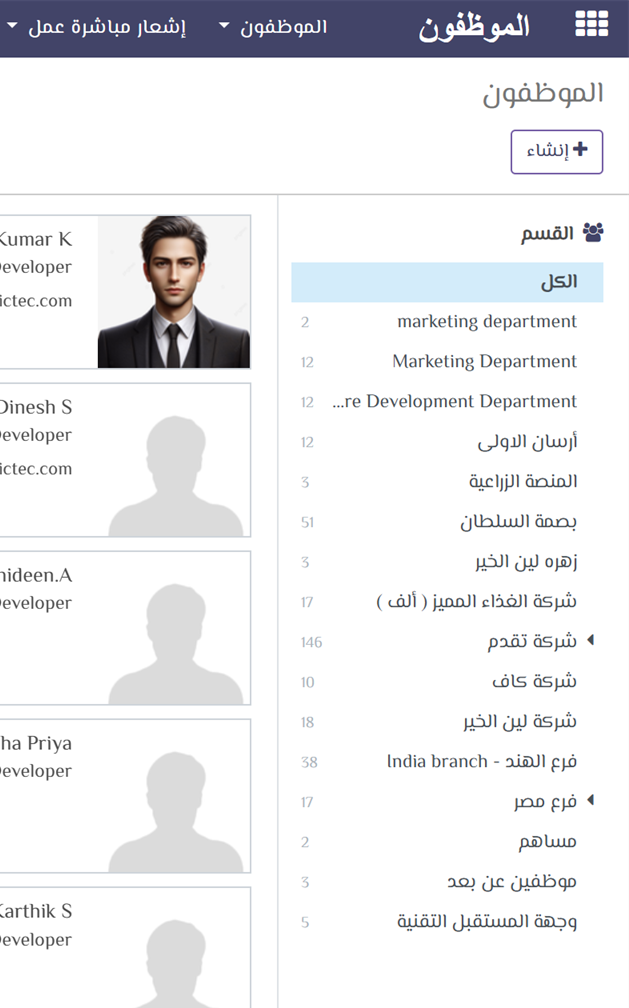 الموظفون الموظفون إشعار مباشرة عمل
الموظفون
إنشاء
القسم
الكل
marketing department 2
Marketing Department 12
...re Development Department 12
أرسان الاولى 12
المنصة الزراعية 3
بصمة السلطان 51
زهره لين الخير 3
شركة الغذاء المميز ( ألف ) 17
شركة تقدم 146
شركة كاف 10
شركة لين الخير 18
فرع الهند - India branch 38
فرع مصر 17
مساهم 2
موظفين عن بعد 3
وجهة المستقبل التقنية 5
Kumar K
Developer
ictec.com
Dinesh S
Developer
ictec.com
hideen.A
Developer
ha Priya
Developer
Karthik S
Developer